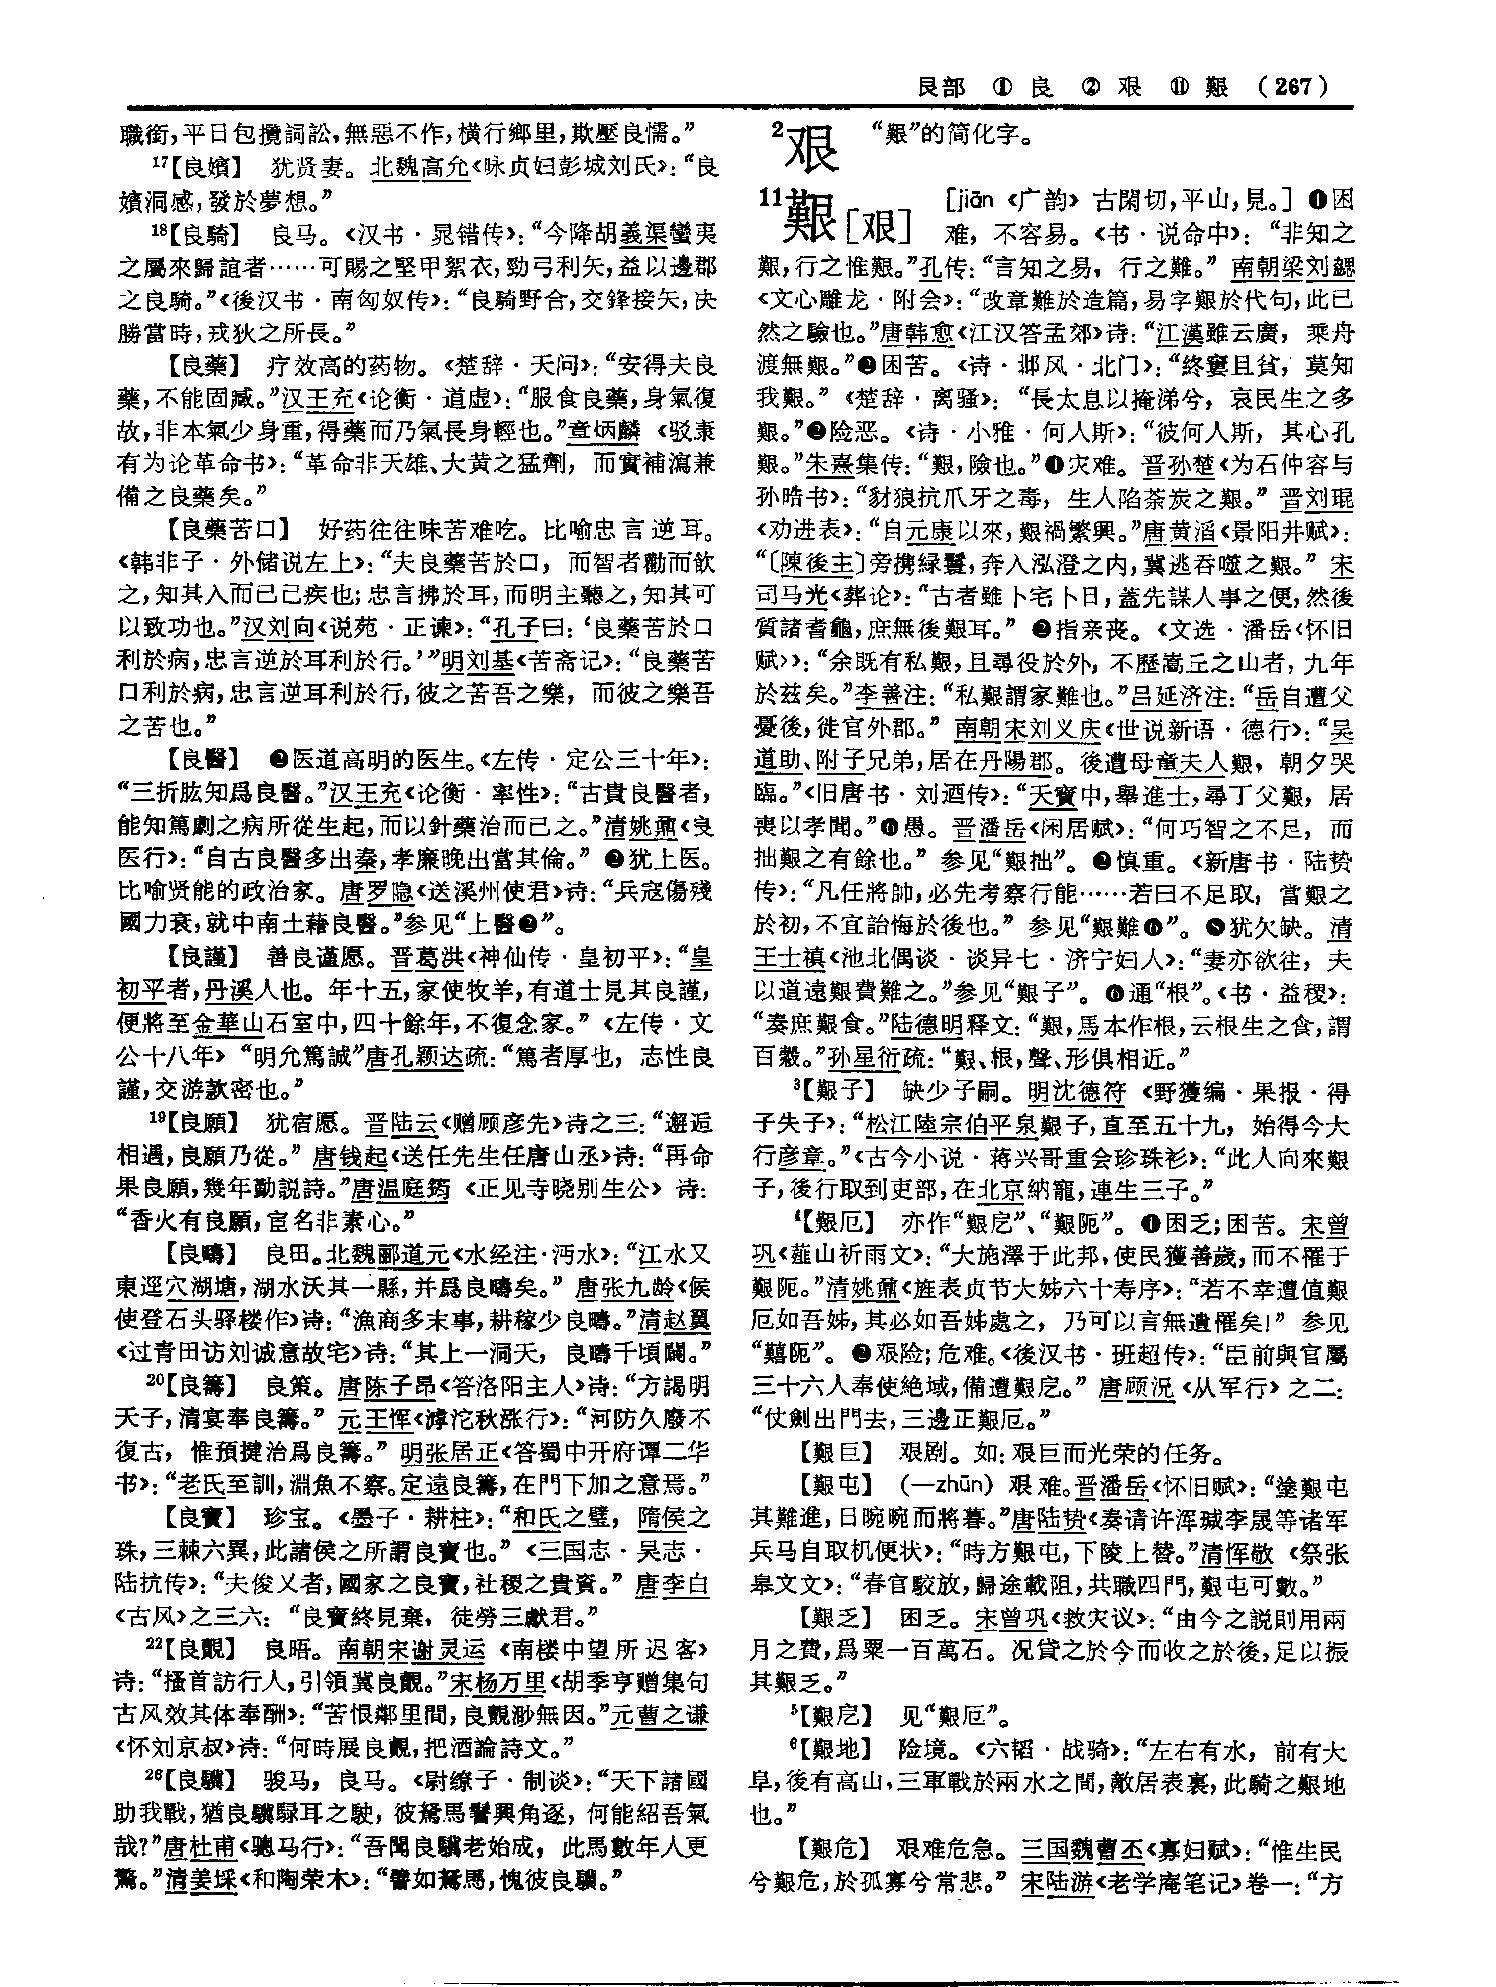 艮部 ①良 ②艰 ⑪艱 (267)
職銜，平日包攬詞訟，無惡不作，橫行鄉里，欺壓良懦。”
17【良嬪】 犹贤妻。北魏高允《咏贞妇彭城刘氏》：“良
嬪洞感，發於夢想。”
18【良騎】 良马。《汉书·晁错传》：“今降胡義渠蠻夷
之屬來歸誼者……可賜之堅甲絮衣，勁弓利矢，益以邊郡
之良騎。”《後汉书·南匈奴传》：“良騎野合，交鋒接矢，决
勝當時，戎狄之所長。”
【良藥】 疗效高的药物。《楚辞·天问》：“安得夫良
藥，不能固臧。”汉王充《论衡·道虚》：“服食良藥，身氣復
故，非本氣少身重，得藥而乃氣長身輕也。”章炳麟《驳康
有为论革命书》：“革命非天雄、大黄之猛劑，而實補瀉兼
備之良藥矣。”
【良藥苦口】 好药往往味苦难吃。比喻忠言逆耳。
《韩非子·外储说左上》：“夫良藥苦於口，而智者勸而飲
之，知其入而已己疾也；忠言拂於耳，而明主聽之，知其可
以致功也。”汉刘向《说苑·正谏》：“孔子曰：‘良藥苦於口
利於病，忠言逆於耳利於行。’”明刘基《苦斋记》：“良藥苦
口利於病，忠言逆耳利於行，彼之苦吾之樂，而彼之樂吾
之苦也。”
【良醫】 ❶医道高明的医生。《左传·定公三十年》：
“三折肱知爲良醫。”汉王充《论衡·率性》：“古貴良醫者，
能知篤劇之病所從生起，而以針藥治而已之。”清姚鼐《良
医行》：“自古良醫多出秦，孝廉晚出當其倫。”❷犹上医。
比喻贤能的政治家。唐罗隐《送溪州使君》诗：“兵寇傷殘
國力衰，就中南土藉良醫。”参见“上醫❷”。
【良謹】 善良谨愿。晋葛洪《神仙传·皇初平》：“皇
初平者，丹溪人也。年十五，家使牧羊，有道士見其良謹，
便將至金華山石室中，四十餘年，不復念家。”《左传·文
公十八年》“明允篤誠”唐孔颖达疏：“篤者厚也，志性良
謹，交游款密也。”
19【良願】 犹宿愿。晋陆云《赠顾彦先》诗之三：“邂逅
相遇，良願乃從。”唐钱起《送任先生任唐山丞》诗：“再命
果良願，幾年勤説詩。”唐温庭筠《正见寺晓别生公》诗：
“香火有良願，宦名非素心。”
【良疇】 良田。北魏郦道元《水经注·沔水》：“江水又
東逕穴湖塘，湖水沃其一縣，并爲良疇矣。”唐张九龄《候
使登石头驿楼作》诗：“漁商多末事，耕稼少良疇。”清赵翼
《过青田访刘诚意故宅》诗：“其上一洞天，良疇千頃闢。”
20【良籌】 良策。唐陈子昂《答洛阳主人》诗：“方謁明
天子，清宴奉良籌。”元王恽《滹沱秋涨行》：“河防久廢不
復古，惟預揵治爲良籌。”明张居正《答蜀中开府谭二华
书》：“老氏至訓，淵魚不察。定遠良籌，在門下加之意焉。”
【良寶】 珍宝。《墨子·耕柱》：“和氏之璧，隋侯之
珠，三棘六異，此諸侯之所謂良寶也。”《三国志·吴志·
陆抗传》：“夫俊乂者，國家之良寶，社稷之貴資。”唐李白
《古风》之三六：“良寶終見棄，徒勞三獻君。”
22【良覿】 良晤。南朝宋谢灵运《南楼中望所迟客》
诗：“搔首訪行人，引領冀良覿。”宋杨万里《胡季亨赠集句
古风效其体奉酬》：“苦恨鄰里間，良覿渺無因。”元曹之谦
《怀刘京叔》诗：“何時展良覿，把酒論詩文。”
26【良驥】 骏马，良马。《尉缭子·制谈》：“天下諸國
助我戰，猶良驥騄耳之駛，彼駑馬鬐興角逐，何能紹吾氣
哉？”唐杜甫《骢马行》：“吾聞良驥老始成，此馬數年人更
驚。”清姜埰《和陶荣木》：“譬如駑馬，愧彼良驥。”
2艰 “艱”的简化字。
11艱［艰］ ［jiān《广韵》古閑切，平山，見。］❶困
难，不容易。《书·说命中》：“非知之
艱，行之惟艱。”孔传：“言知之易，行之難。”南朝梁刘勰
《文心雕龙·附会》：“改章難於造篇，易字艱於代句，此已
然之驗也。”唐韩愈《江汉答孟郊》诗：“江漢雖云廣，乘舟
渡無艱。”❷困苦。《诗·邶风·北门》：“終窶且貧，莫知
我艱。”《楚辞·离骚》：“長太息以掩涕兮，哀民生之多
艱。”❸险恶。《诗·小雅·何人斯》：“彼何人斯，其心孔
艱。”朱熹集传：“艱，險也。”❹灾难。晋孙楚《为石仲容与
孙晧书》：“豺狼抗爪牙之毒，生人陷荼炭之艱。”晋刘琨
《劝进表》：“自元康以來，艱禍繁興。”唐黄滔《景阳井赋》：
“〔陳後主〕旁携緑鬟，奔入泓澄之内，冀逃吞噬之艱。”宋
司马光《葬论》：“古者雖卜宅卜日，蓋先謀人事之便，然後
質諸蓍龜，庶無後艱耳。”❺指亲丧。《文选·潘岳〈怀旧
赋〉》：“余既有私艱，且尋役於外，不歷嵩丘之山者，九年
於兹矣。”李善注：“私艱謂家難也。”吕延济注：“岳自遭父
憂後，徙官外郡。”南朝宋刘义庆《世说新语·德行》：“吴
道助、附子兄弟，居在丹陽郡。後遭母童夫人艱，朝夕哭
臨。”《旧唐书·刘迺传》：“天寶中，舉進士，尋丁父艱，居
喪以孝聞。”❻愚。晋潘岳《闲居赋》：“何巧智之不足，而
拙艱之有餘也。”参见“艱拙”。❼慎重。《新唐书·陆贽
传》：“凡任將帥，必先考察行能……若曰不足取，當艱之
於初，不宜詒悔於後也。”参见“艱難❻”。❽犹欠缺。清
王士禛《池北偶谈·谈异七·济宁妇人》：“妻亦欲往，夫
以道遠艱費難之。”参见“艱子”。❾通“根”。《书·益稷》：
“奏庶艱食。”陆德明释文：“艱，馬本作根，云根生之食，謂
百穀。”孙星衍疏：“艱、根，聲、形俱相近。”
3【艱子】 缺少子嗣。明沈德符《野獲编·果报·得
子失子》：“松江陸宗伯平泉艱子，直至五十九，始得今大
行彦章。”《古今小说·蒋兴哥重会珍珠衫》：“此人向來艱
子，後行取到吏部，在北京納寵，連生三子。”
4【艱厄】 亦作“艱戹”、“艱阨”。❶困乏；困苦。宋曾
巩《薤山祈雨文》：“大施澤于此邦，使民獲善歲，而不罹于
艱阨。”清姚鼐《旌表贞节大姊六十寿序》：“若不幸遭值艱
厄如吾姊，其必如吾姊處之，乃可以言無遺罹矣！”参见
“囏阨”。❷艰险；危难。《後汉书·班超传》：“臣前與官屬
三十六人奉使絶域，備遭艱戹。”唐顾况《从军行》之二：
“仗劍出門去，三邊正艱厄。”
【艱巨】 艰剧。如：艰巨而光荣的任务。
【艱屯】 （—zhūn）艰难。晋潘岳《怀旧赋》：“塗艱屯
其難進，日晼晼而將暮。”唐陆贽《奏请许浑瑊李晟等诸军
兵马自取机便状》：“時方艱屯，下陵上替。”清恽敬《祭张
皋文文》：“春官駮放，歸途載阻，共職四門，艱屯可數。”
【艱乏】 困乏。宋曾巩《救灾议》：“由今之説則用兩
月之費，爲粟一百萬石。况貸之於今而收之於後，足以振
其艱乏。”
5【艱戹】 见“艱厄”。
6【艱地】 险境。《六韬·战骑》：“左右有水，前有大
阜，後有高山，三軍戰於兩水之間，敵居表裏，此騎之艱地
也。”
【艱危】 艰难危急。三国魏曹丕《寡妇赋》：“惟生民
兮艱危，於孤寡兮常悲。”宋陆游《老学庵笔记》卷一：“方